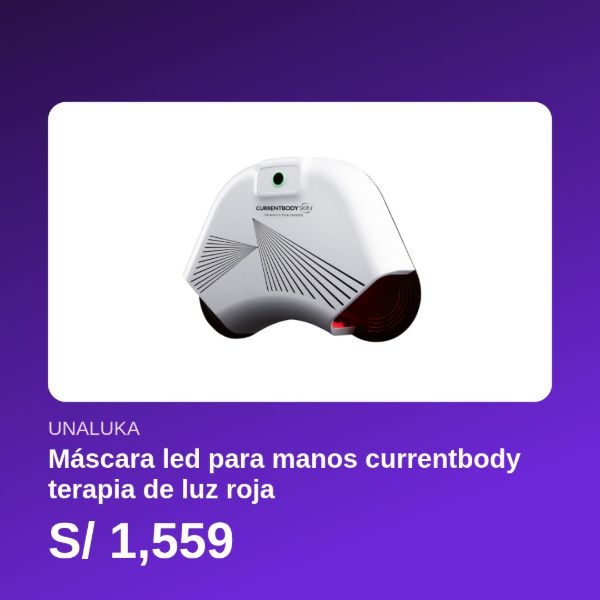 CURRENTBODY SKIN
UNALUKA
Máscara led para manos currentbody
terapia de luz roja
S/ 1,559